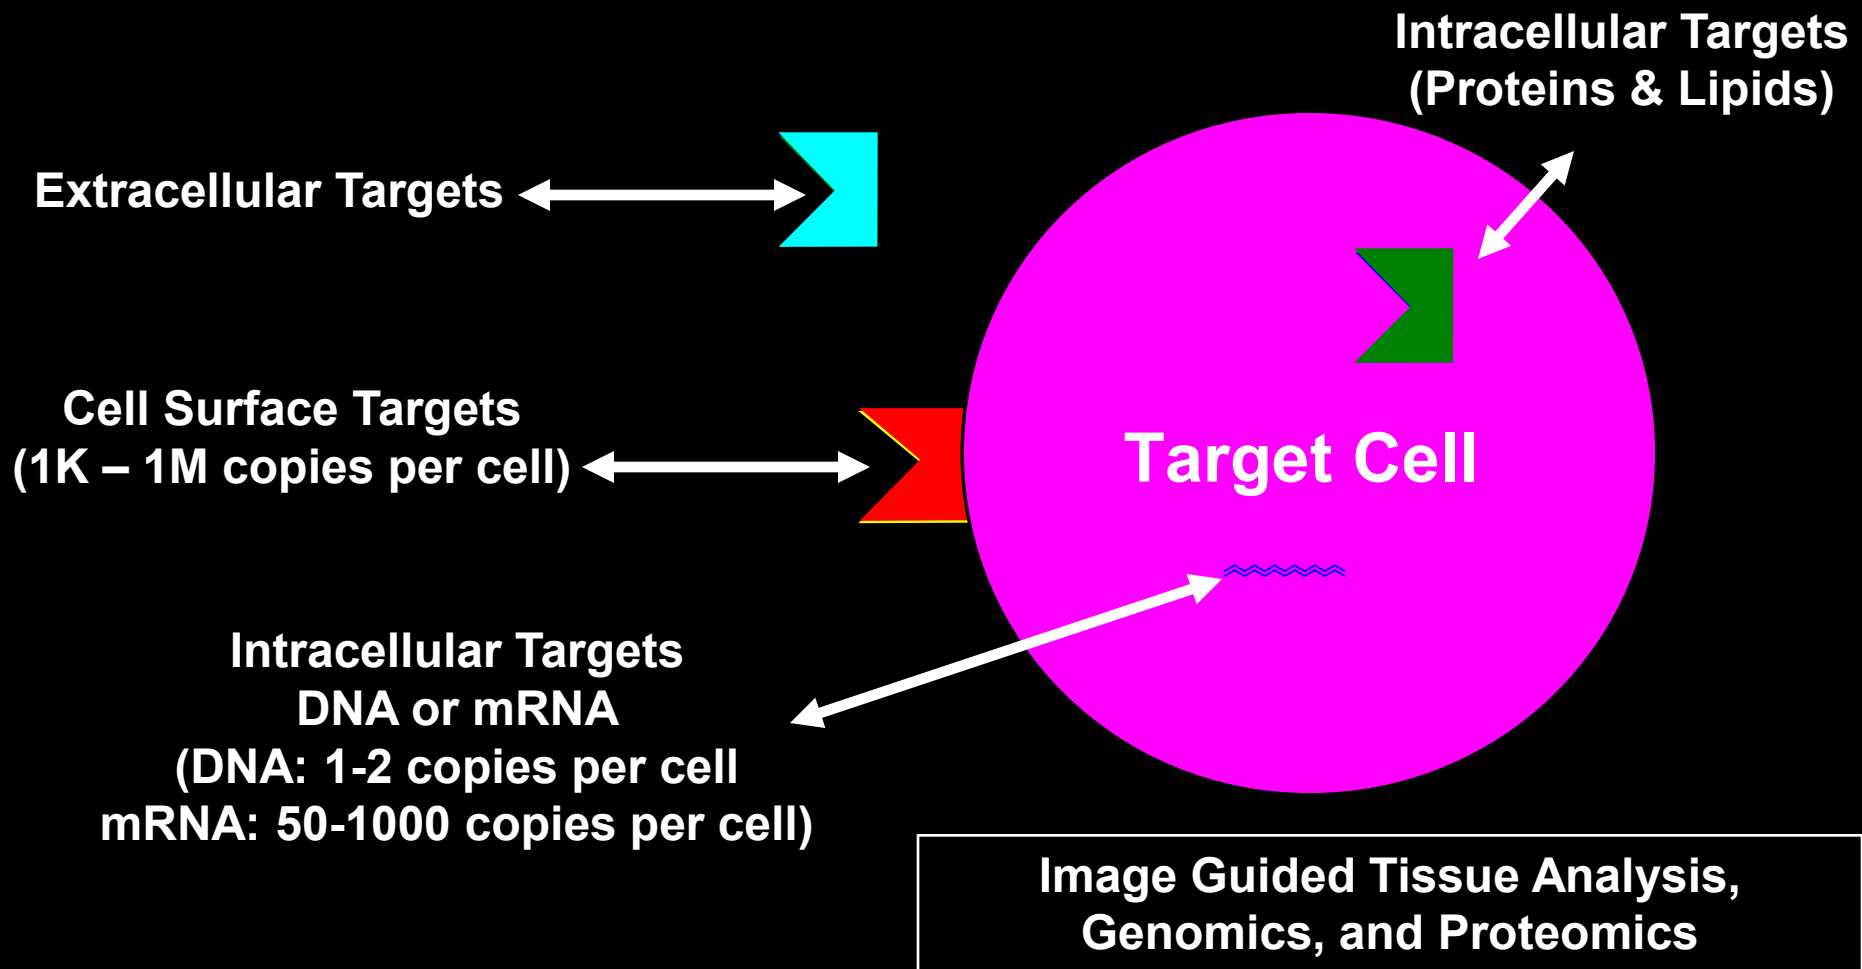 Intracellular Targets
(Proteins & Lipids)
Extracellular Targets
Cell Surface Targets
(1K – 1M copies per cell)
Target Cell
Intracellular Targets
DNA or mRNA
(DNA: 1-2 copies per cell
mRNA: 50-1000 copies per cell)
Image Guided Tissue Analysis,
Genomics, and Proteomics